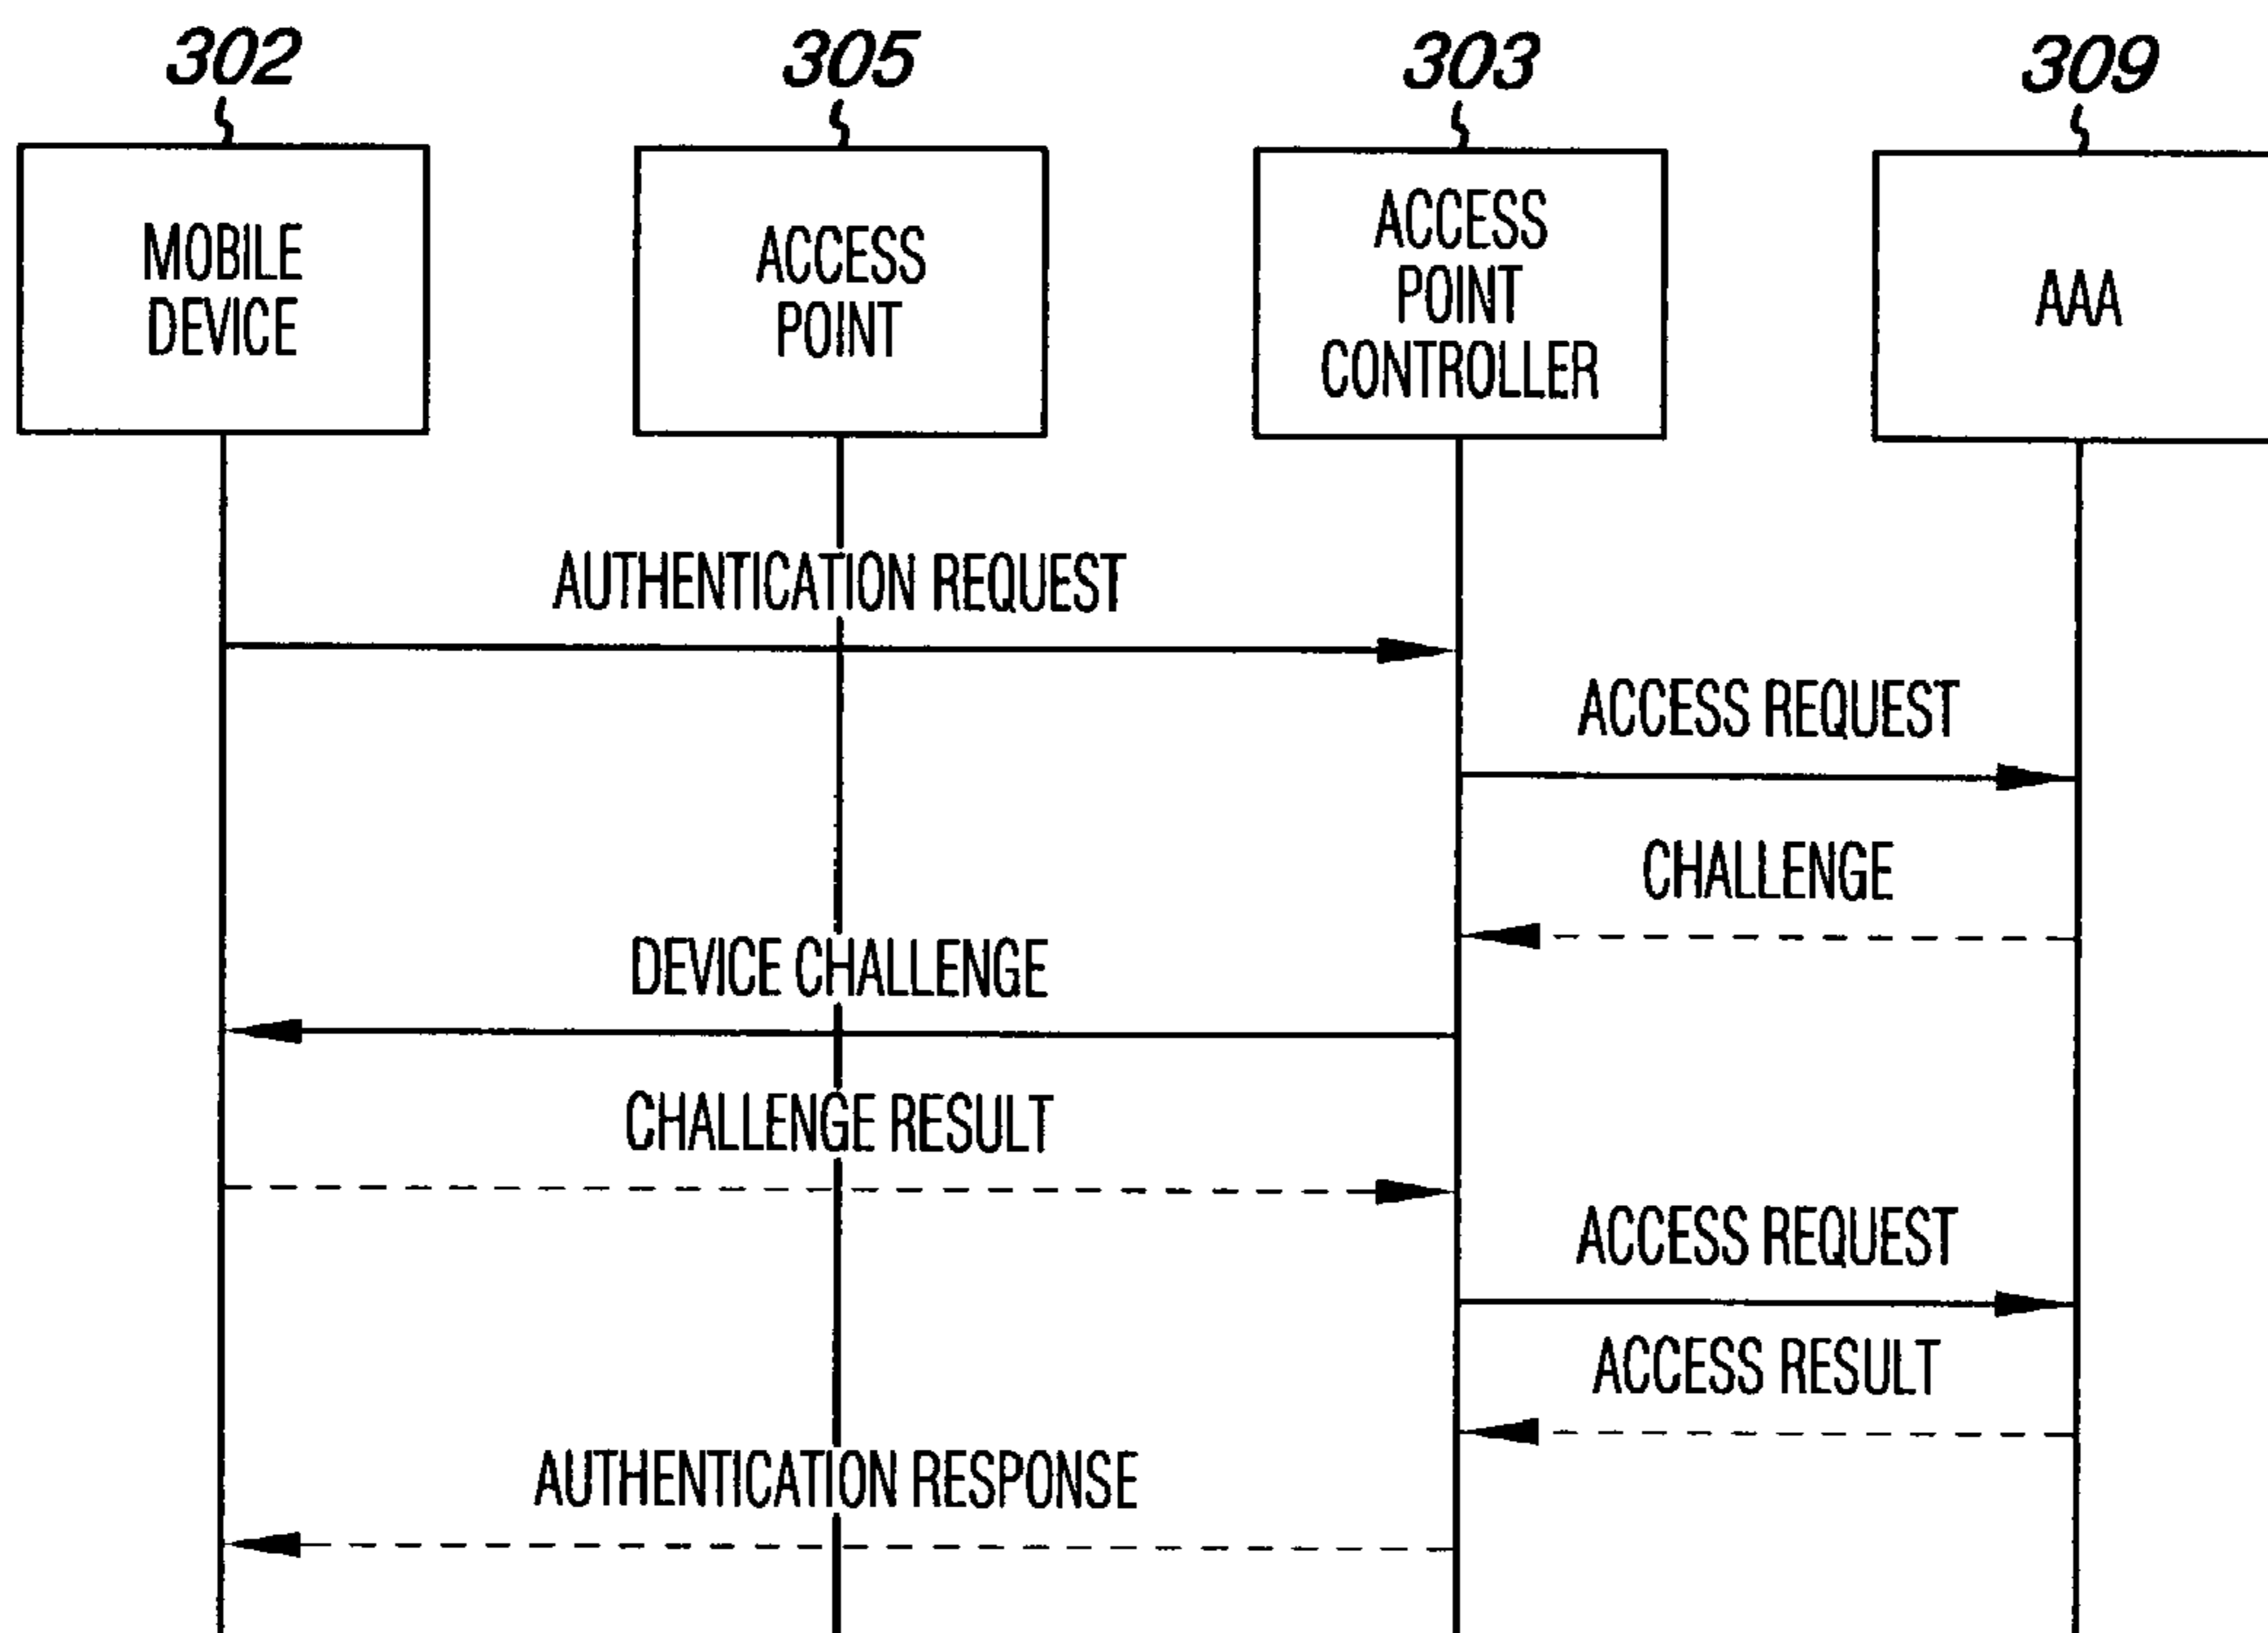 302
305
303
309
MOBILE
DEVICE
ACCESS
POINT
ACCESS
POINT
CONTROLLER
AAA
AUTHENTICATION REQUEST
ACCESS REQUEST
CHALLENGE
DEVICE CHALLENGE
CHALLENGE RESULT
ACCESS REQUEST
ACCESS RESULT
AUTHENTICATION RESPONSE